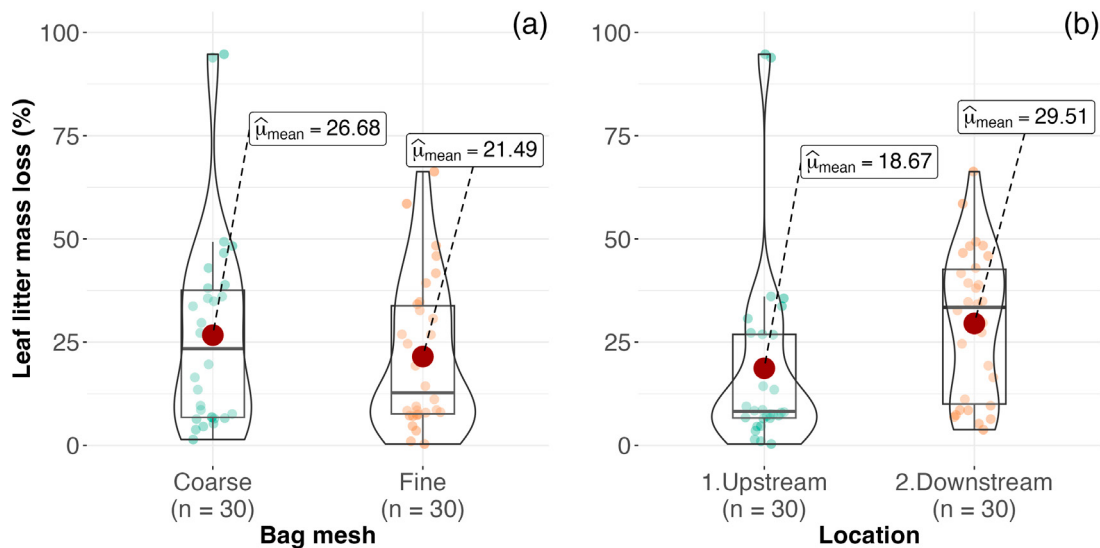 (a)
Leaf litter mass loss (%)
100
75
50
25
0
μ̂mean = 26.68
μ̂mean = 21.49
Coarse
(n = 30)
Fine
(n = 30)
Bag mesh
(b)
100
75
50
25
0
μ̂mean = 18.67
μ̂mean = 29.51
1.Upstream
(n = 30)
2.Downstream
(n = 30)
Location